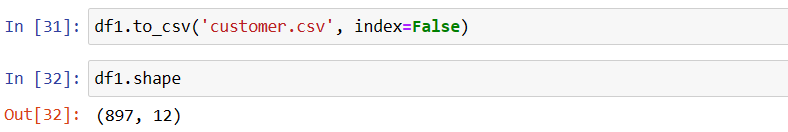 In [31]: df1.to_csv('customer.csv', index=False)
In [32]: df1.shape
Out[32]: (897, 12)